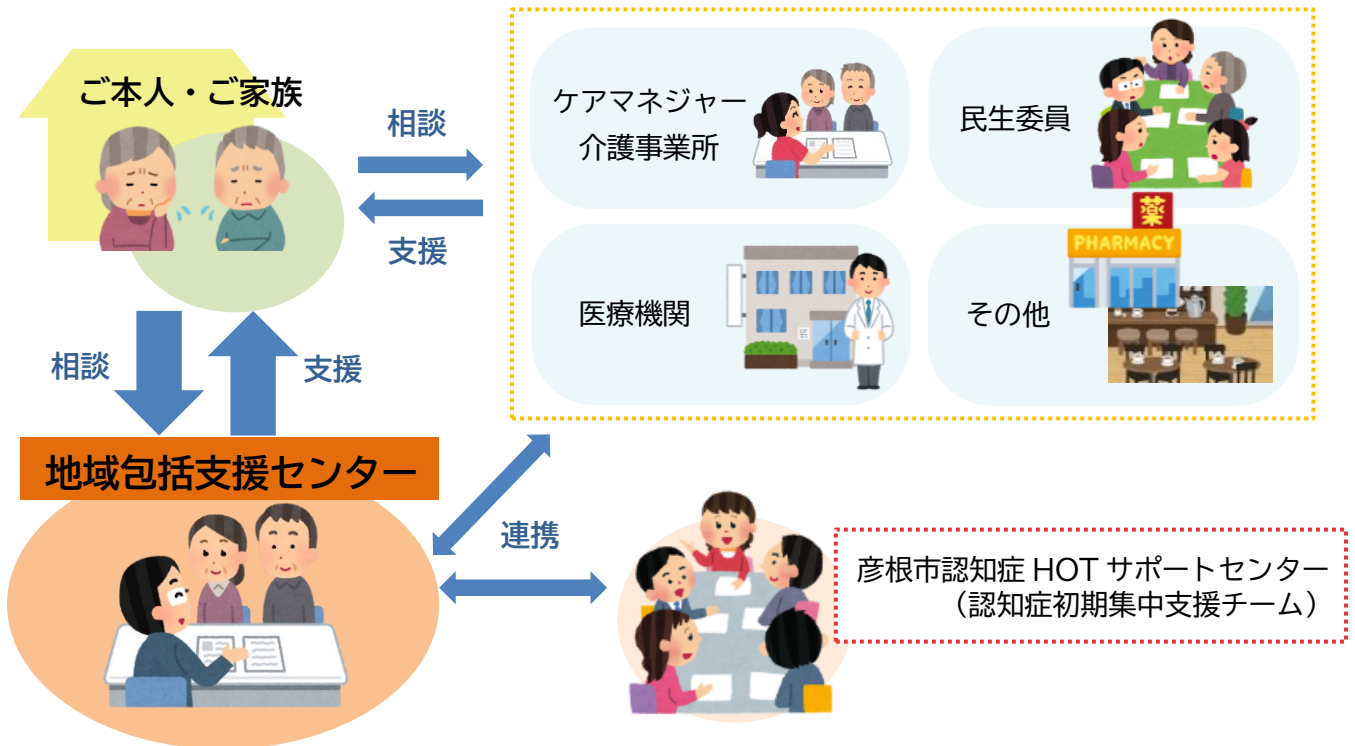 ご本人・ご家族
相談
支援
ケアマネジャー
介護事業所
民生委員
医療機関
その他
薬
PHARMACY
相談
支援
地域包括支援センター
連携
彦根市認知症 HOT サポートセンター
（認知症初期集中支援チーム）